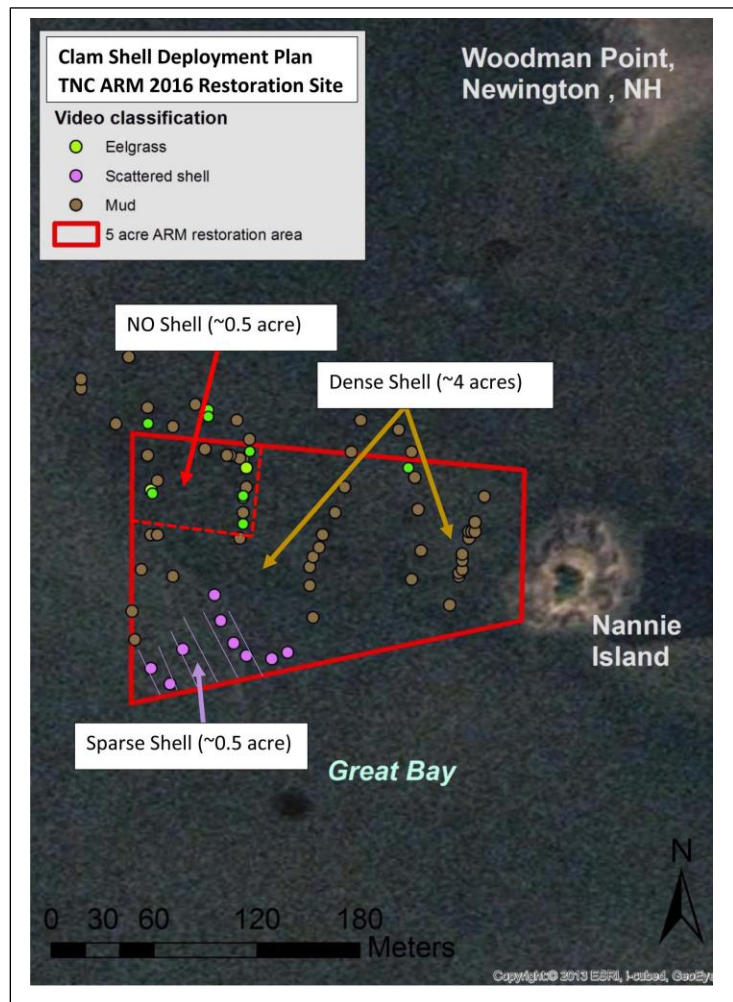 Clam Shell Deployment Plan
TNC ARM 2016 Restoration Site
Video classification
Eelgrass
Scattered shell
Mud
5 acre ARM restoration area
Woodman Point,
Newington , NH
NO Shell (~0.5 acre)
Dense Shell (~4 acres)
Nannie
Island
Sparse Shell (~0.5 acre)
Great Bay
N
0 30 60 120 180
Meters
Copyright:© 2013 ESRI, i-cubed, GeoEye